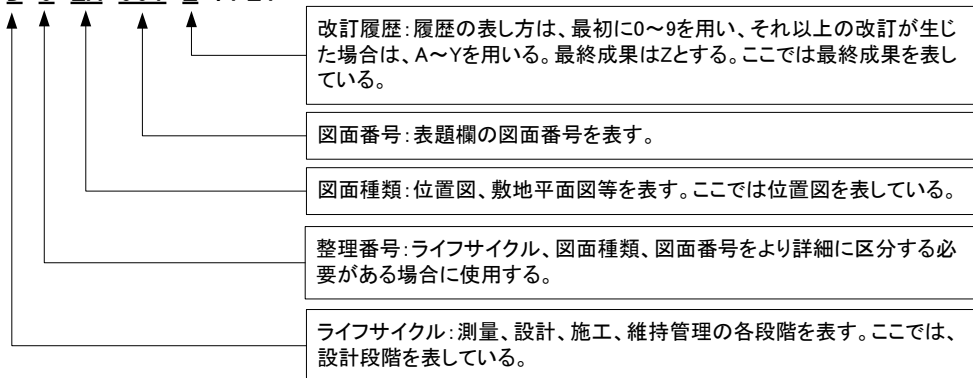 改訂履歴：履歴の表し方は、最初に0～9を用い、それ以上の改訂が生じ
た場合は、A～Yを用いる。最終成果はZとする。ここでは最終成果を表し
ている。
図面番号：表題欄の図面番号を表す。
図面種類：位置図、敷地平面図等を表す。ここでは位置図を表している。
整理番号：ライフサイクル、図面種類、図面番号をより詳細に区分する必
要がある場合に使用する。
ライフサイクル：測量、設計、施工、維持管理の各段階を表す。ここでは、
設計段階を表している。